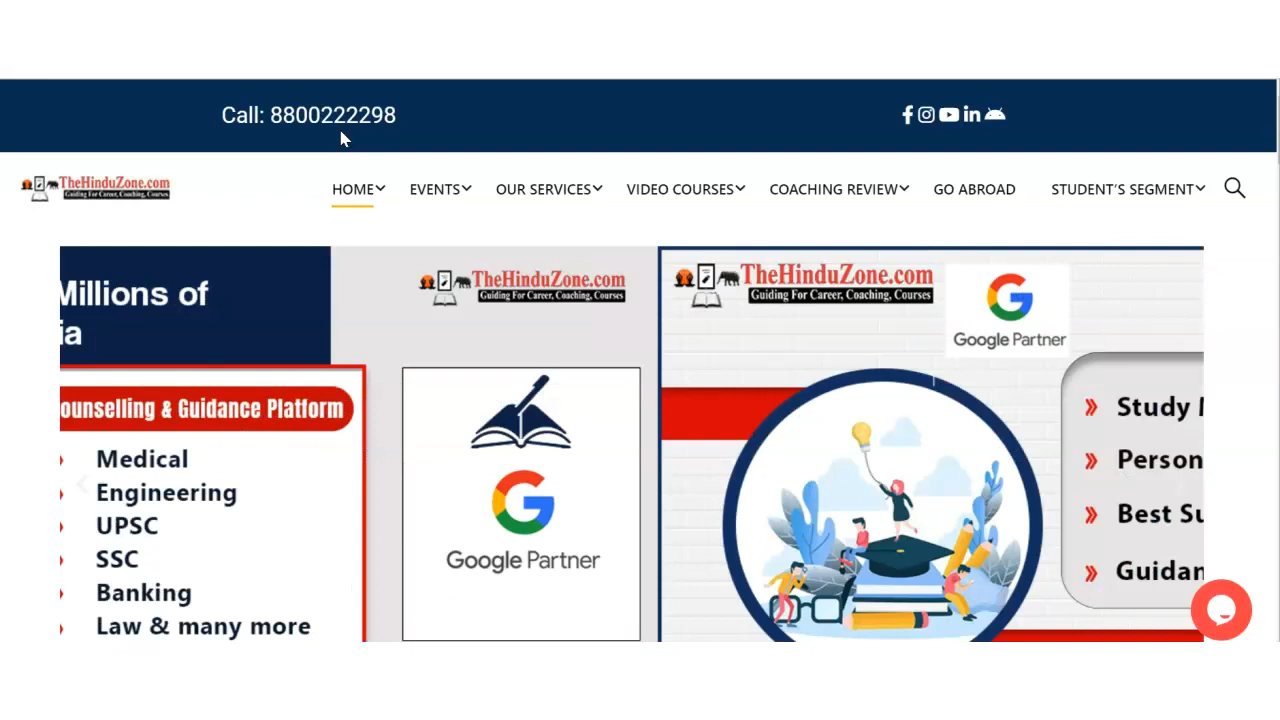 Call: 8800222298
TheHinduZone.com
Guiding For Career, Coaching, Courses
HOME
EVENTS
OUR SERVICES
VIDEO COURSES
COACHING REVIEW
GO ABROAD
STUDENT'S SEGMENT
Millions of
ia
ounselling & Guidance Platform
Medical
Engineering
UPSC
SSC
Banking
Law & many more
TheHinduZone.com
Guiding For Career, Coaching, Courses
Google Partner
TheHinduZone.com
Guiding For Career, Coaching, Courses
Google Partner
Study
Person
Best Su
Guidan